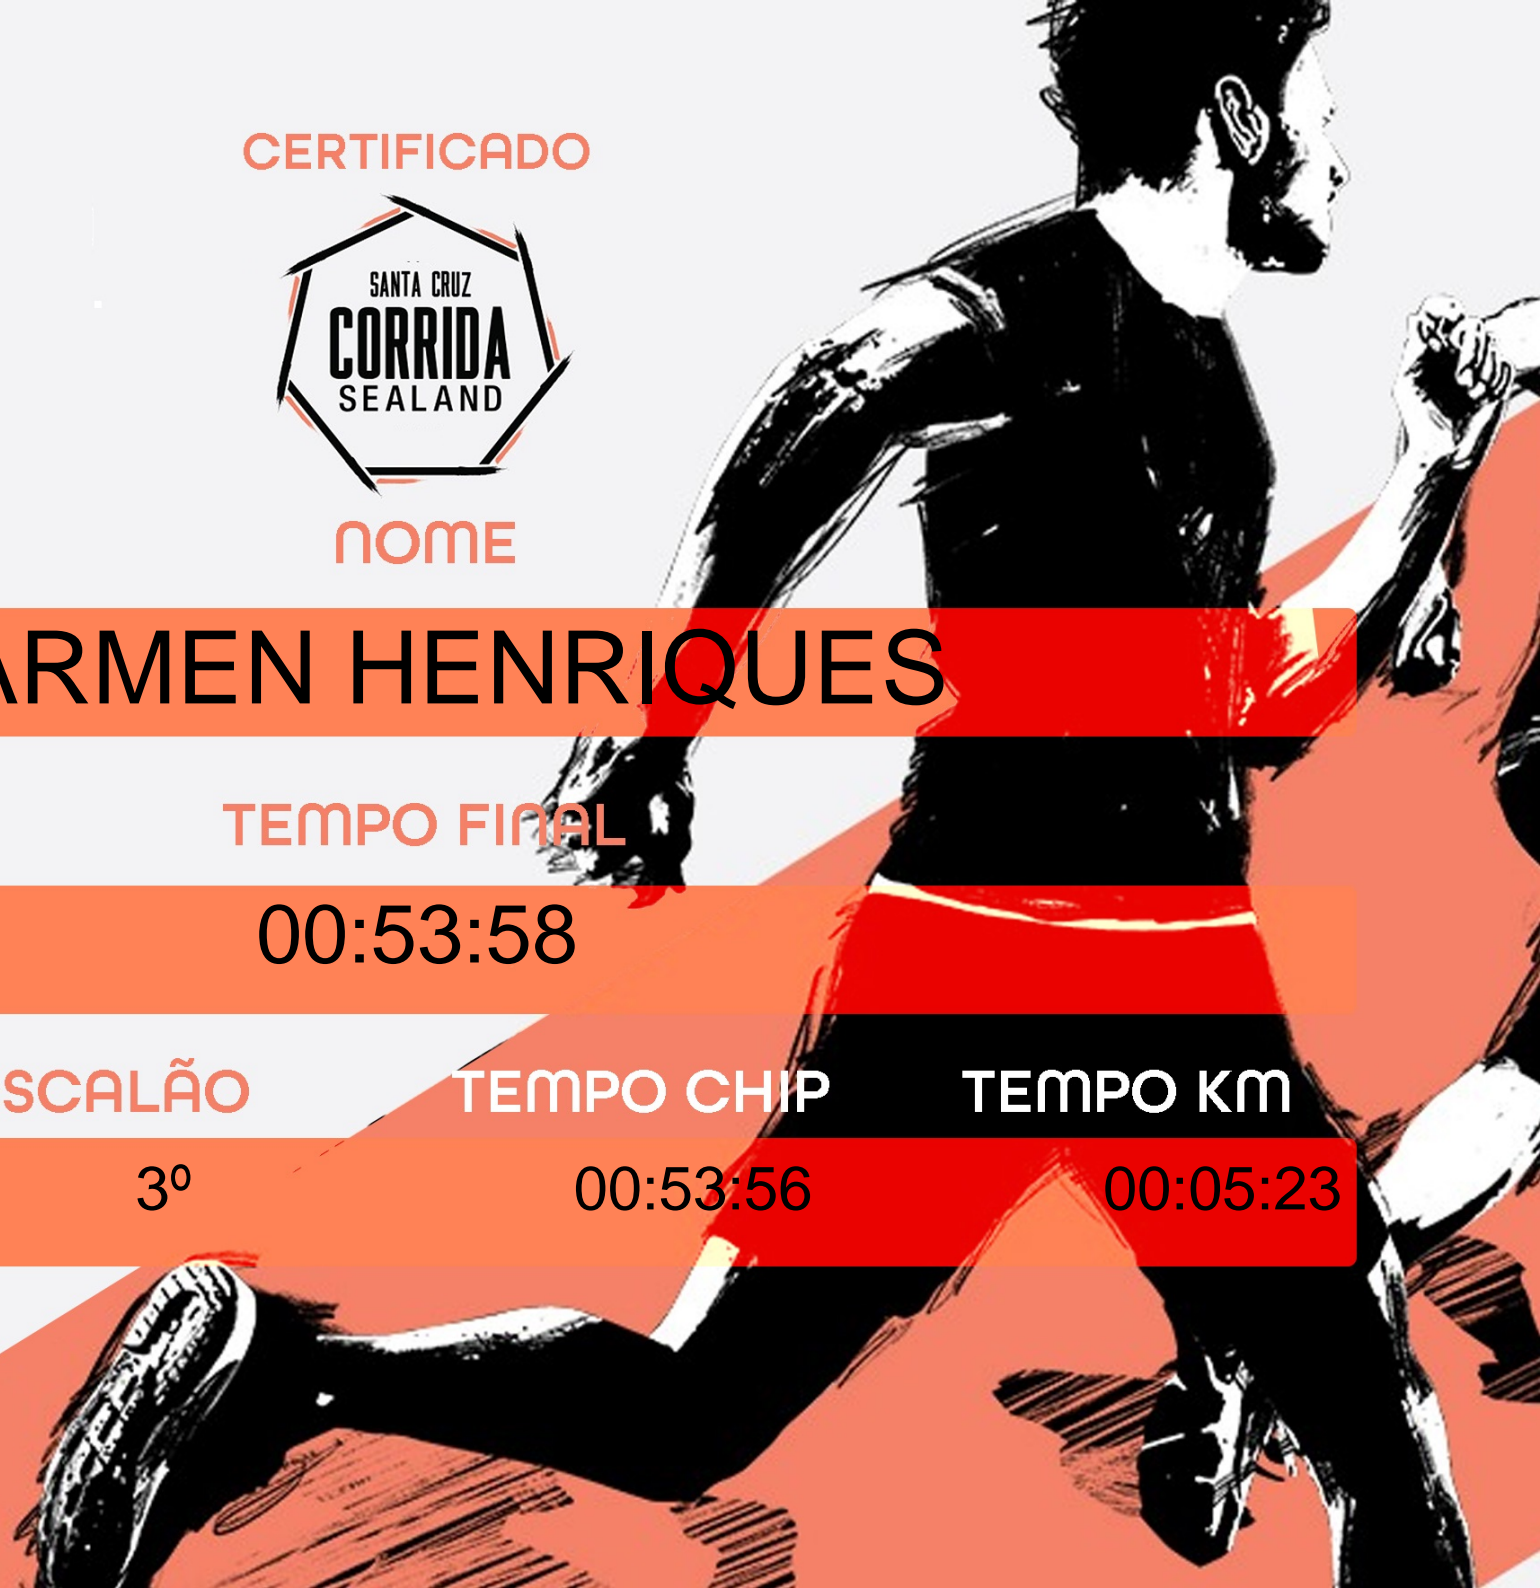 CERTIFICADO
SANTA CRUZ
CORRIDA
SEALAND
NOME
ARMEN HENRIQUES
TEMPO FINAL
00:53:58
SCALÃO TEMPO CHIP TEMPO KM
3º 00:53:56 00:05:23